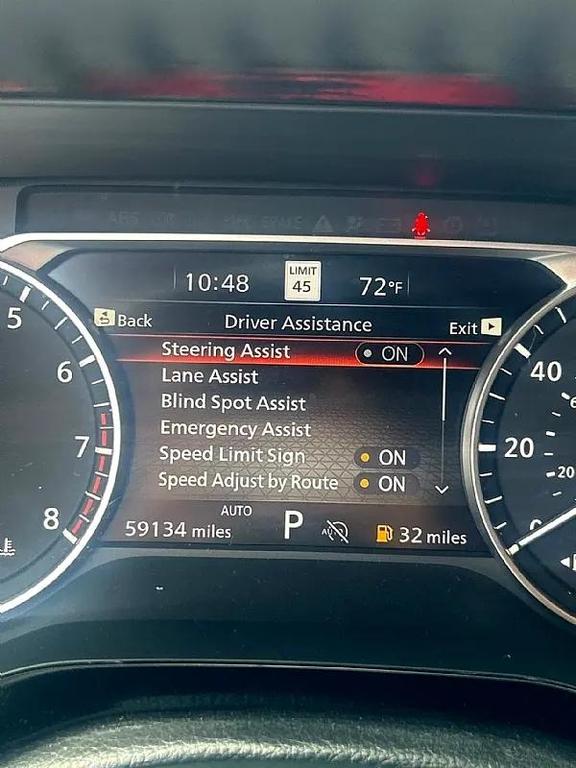 LIMIT
10:48 45 72°F
Back Driver Assistance Exit
Steering Assist ON
Lane Assist
Blind Spot Assist
Emergency Assist
Speed Limit Sign ON
Speed Adjust by Route ON
AUTO
59134 miles P 32 miles
5
6
7
8
40
20
0
20